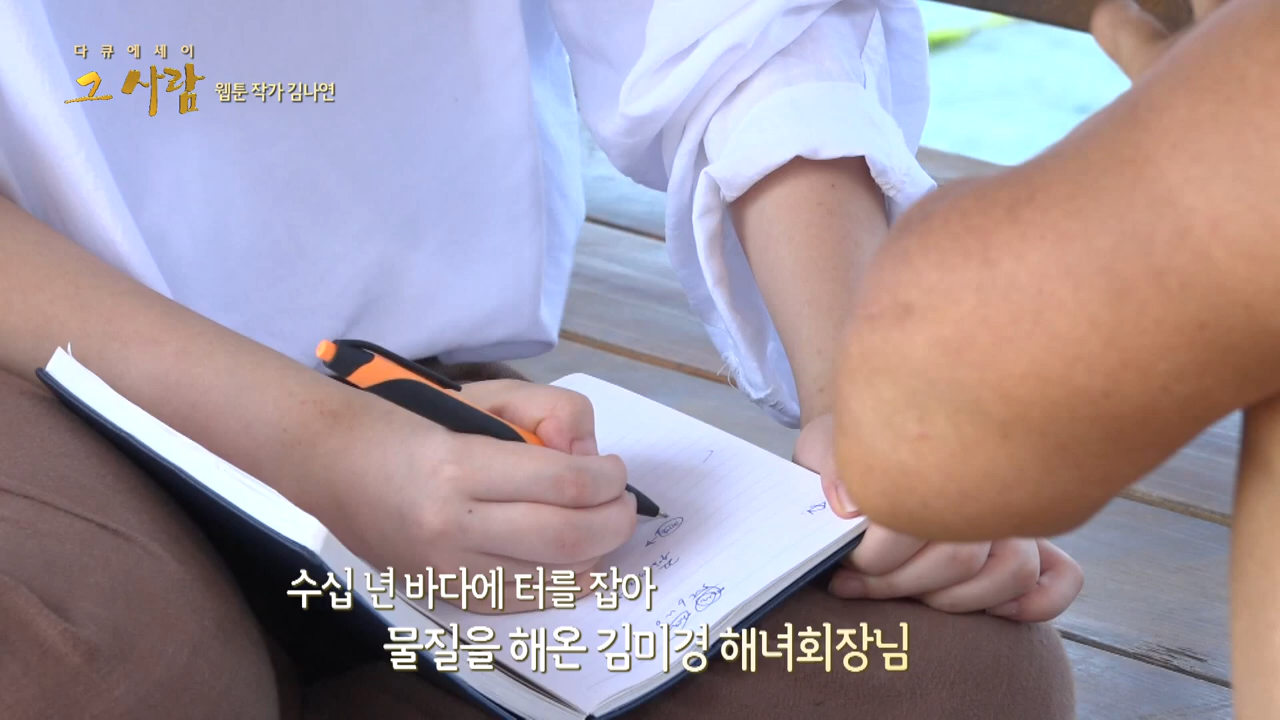 다큐에세이
그 사람 웹툰 작가 김나연
수십 년 바다에 터를 잡아
물질을 해온 김미경 해녀회장님